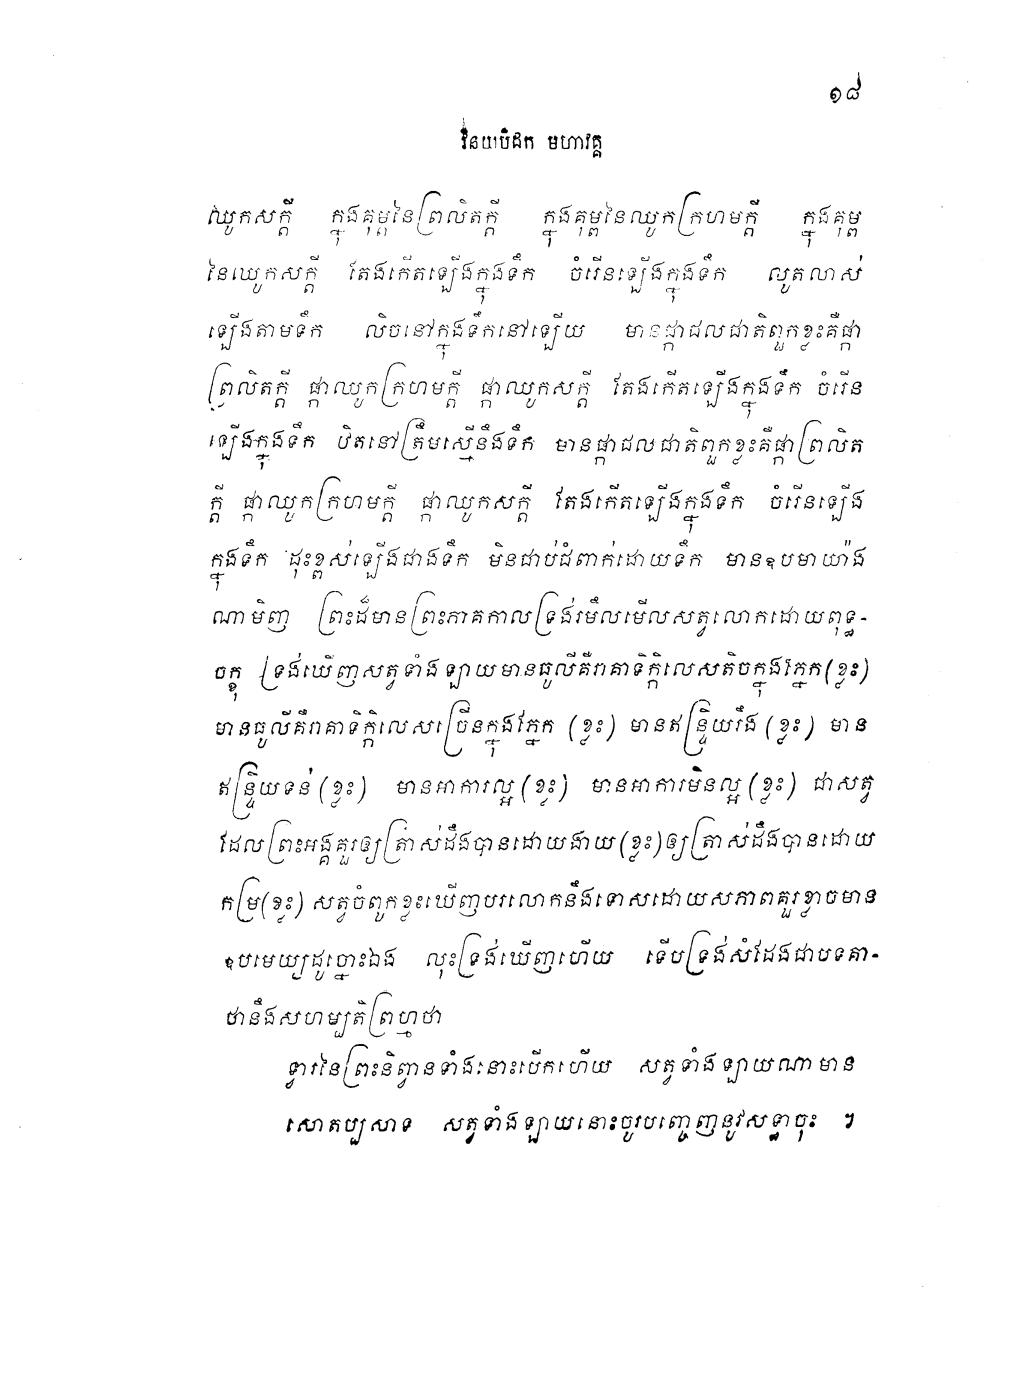 ១៨
វិនយបិដក មហាវគ្គ
ឈូកសក្តី ក្នុងគុម្ពនៃព្រលិតក្តី ក្នុងគុម្ពនៃឈូកក្រហមក្តី ក្នុងគុម្ព
នៃឈូកសក្តី តែងកើតឡើងក្នុងទឹក ចំរើនឡើងក្នុងទឹក លូតលាស់
ឡើងតាមទឹក លិចនៅក្នុងទឹកនៅឡើយ មានផ្កាដលជាតិពួកខ្លះគឺផ្កា
ព្រលិតក្តី ផ្កាឈូកក្រហមក្តី ផ្កាឈូកសក្តី តែងកើតឡើងក្នុងទឹក ចំរើន
ឡើងក្នុងទឹក ឋិតនៅត្រឹមស្មើនឹងទឹក មានផ្កាដលជាតិពួកខ្លះគឺផ្កាព្រលិត
ក្តី ផ្កាឈូកក្រហមក្តី ផ្កាឈូកសក្តី តែងកើតឡើងក្នុងទឹក ចំរើនឡើង
ក្នុងទឹក ដុះខ្ពស់ឡើងជាងទឹក មិនជាប់ជំពាក់ដោយទឹក មានឧបមាយ៉ាង
ណាមិញ ព្រះដ៏មានព្រះភាគកាលទ្រង់រមឹលមើលសត្វលោកដោយពុទ្ធ-
ចក្ខុ ទ្រង់ឃើញសត្វទាំងឡាយមានធូលីគឺរាគាទិក្កិលេសតិចក្នុងភ្នែក(ខ្លះ)
មានធូលីគឺរាគាទិក្កិលេសច្រើនក្នុងភ្នែក (ខ្លះ) មានឥន្ទ្រិយរឹង (ខ្លះ) មាន
ឥន្ទ្រិយទន់ (ខ្លះ) មានអាការល្អ (ខ្លះ) មានអាការមិនល្អ (ខ្លះ) ជាសត្វ
ដែលព្រះអង្គគួរឲ្យត្រាស់ដឹងបានដោយងាយ (ខ្លះ)ឲ្យត្រាស់ដឹងបានដោយ
កម្រ(ខ្លះ) សត្វចំពូកខ្លះឃើញបរលោកនឹងទោសដោយសភាពគួរខ្លាចមាន
ឧបមេយ្យដូច្នោះឯង លុះទ្រង់ឃើញហើយ ទើបទ្រង់សំដែងជាបទគា-
ថានឹងសហម្បតិព្រហ្មថា
ទ្វារនៃព្រះនិព្វានទាំងនោះបើកហើយ សត្វទាំងឡាយណាមាន
សោតប្បសាទ សត្វទាំងឡាយនោះចូរបញ្ចេញនូវសទ្ធាចុះ ។